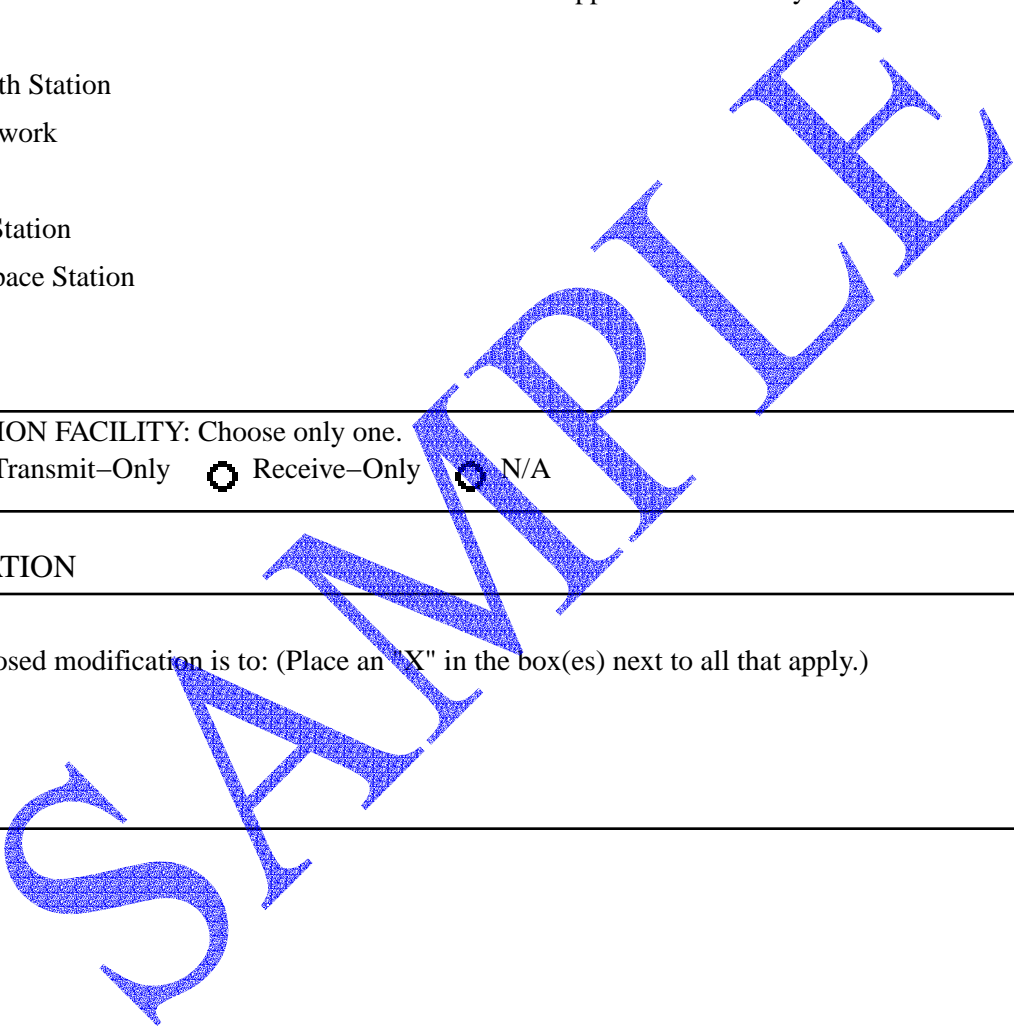 th Station
work
Station
pace Station
ION FACILITY: Choose only one.
Transmit–Only Receive–Only N/A
ATION
osed modification is to: (Place an "X" in the box(es) next to all that apply.)
SAMPLE